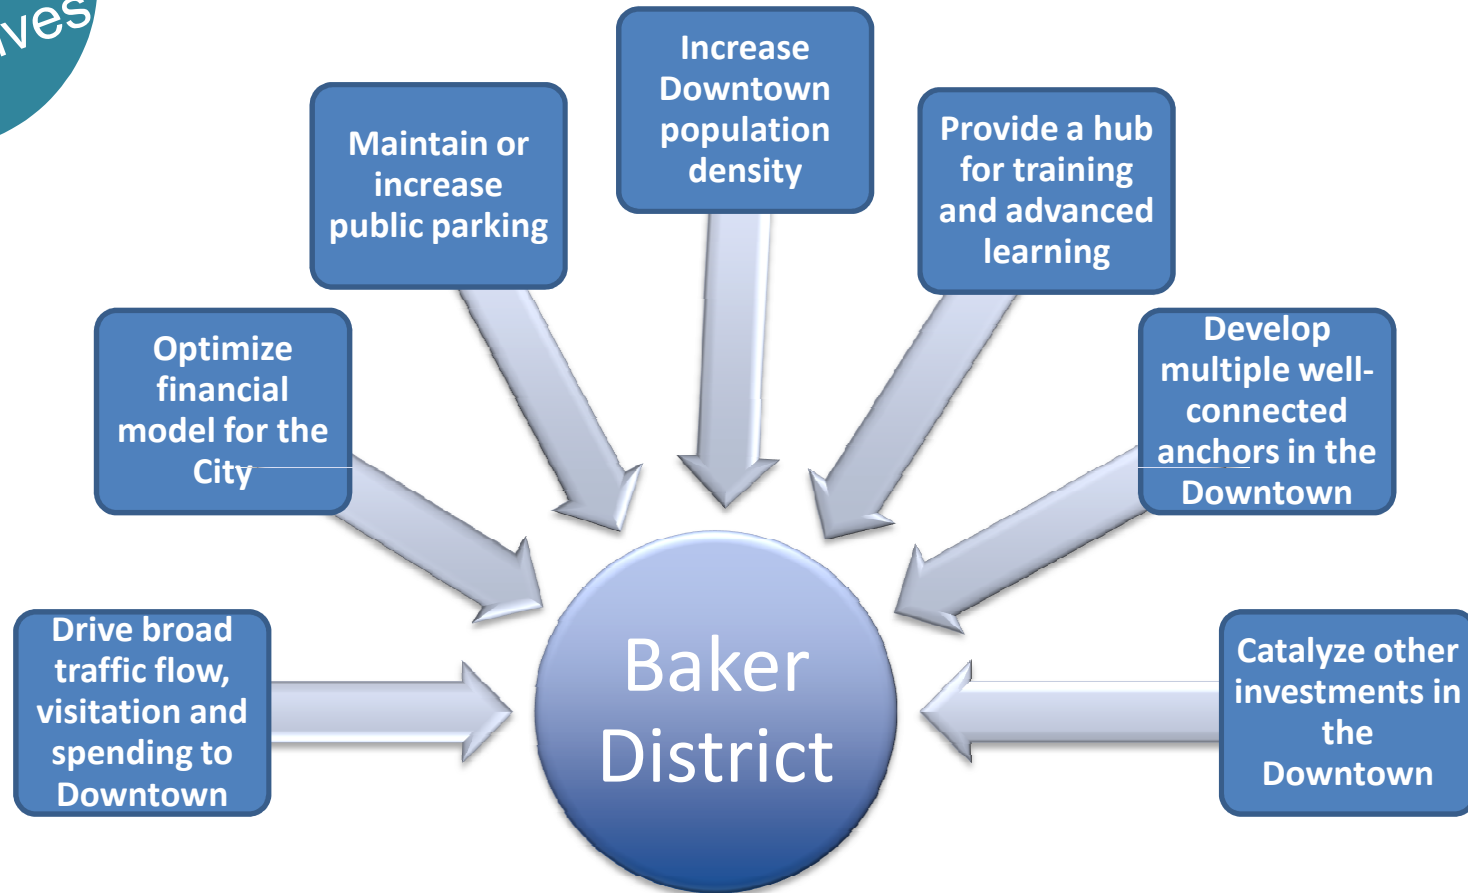 Increase
Downtown
population
density
Maintain or
increase
public parking
Provide a hub
for training
and advanced
learning
Optimize
financial
model for the
City
Develop
multiple well-
connected
anchors in the
Downtown
Drive broad
traffic flow,
visitation and
spending to
Downtown
Catalyze other
investments in
the
Downtown
Baker
District